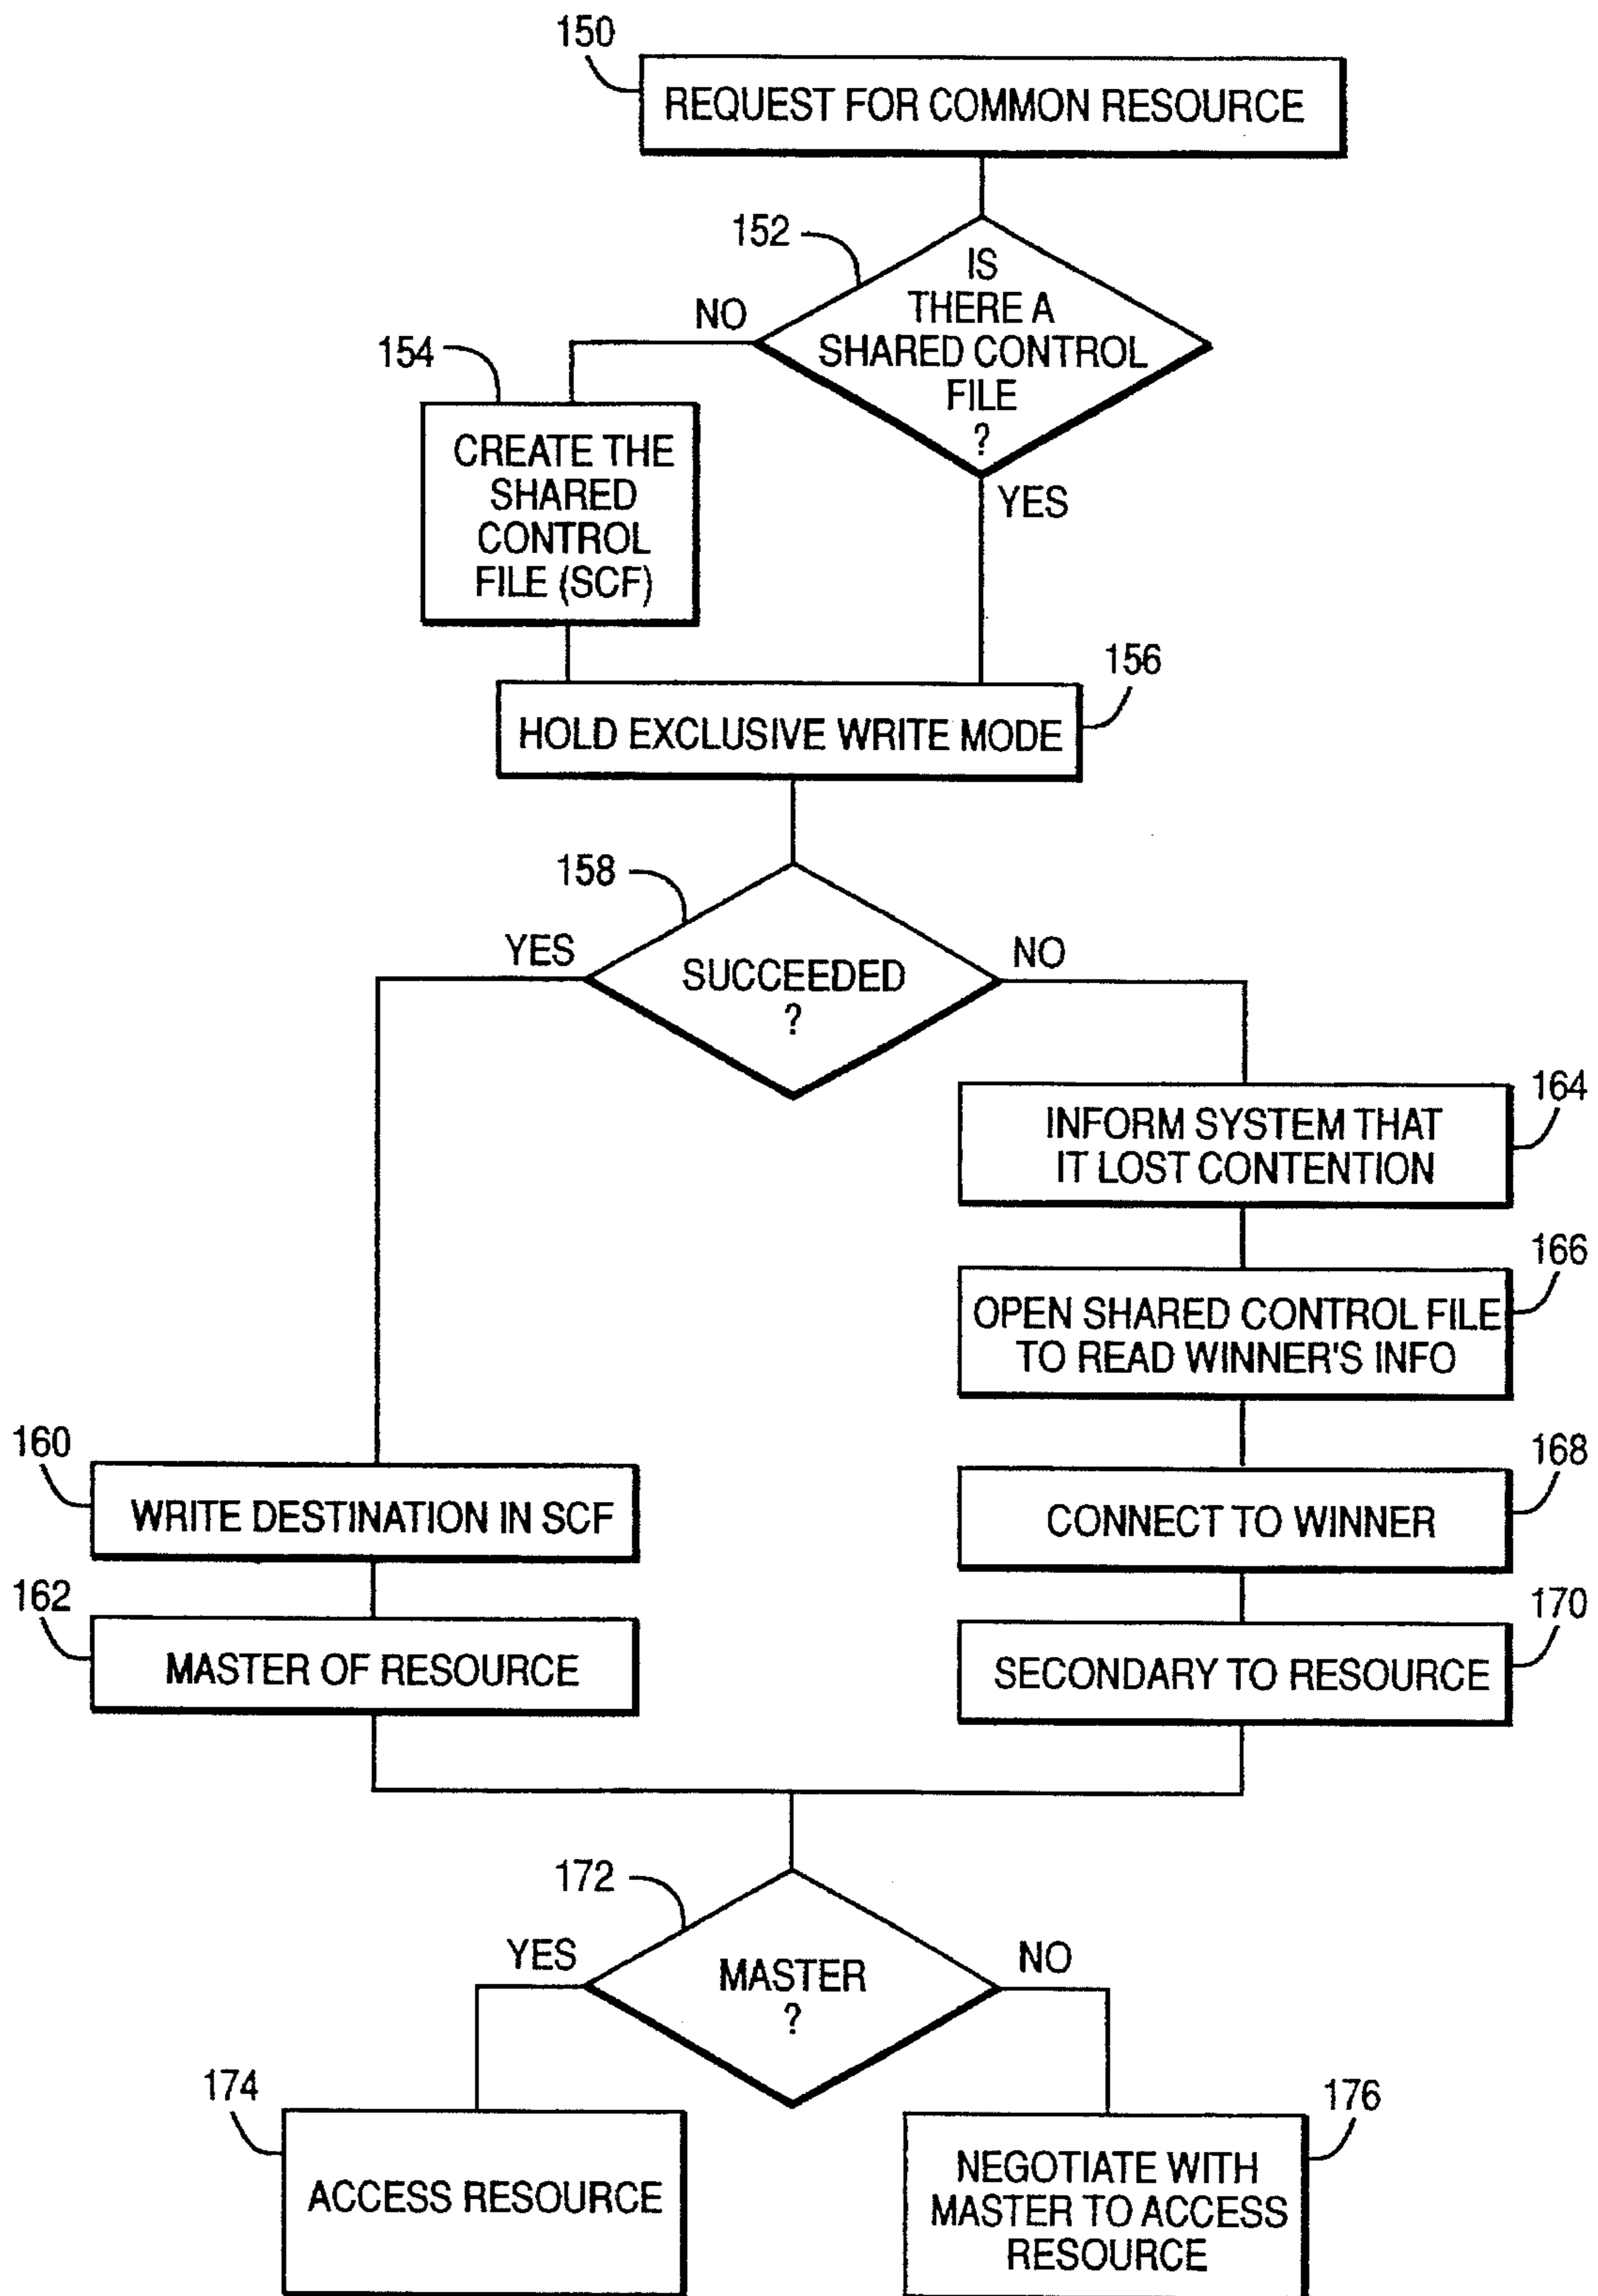 150
REQUEST FOR COMMON RESOURCE
152
IS
THERE A
SHARED CONTROL
FILE
?
NO
YES
154
CREATE THE
SHARED
CONTROL
FILE (SCF)
156
HOLD EXCLUSIVE WRITE MODE
158
SUCCEEDED
?
YES
NO
164
INFORM SYSTEM THAT
IT LOST CONTENTION
166
OPEN SHARED CONTROL FILE
TO READ WINNER'S INFO
160
WRITE DESTINATION IN SCF
168
CONNECT TO WINNER
162
MASTER OF RESOURCE
170
SECONDARY TO RESOURCE
172
MASTER
?
YES
NO
174
ACCESS RESOURCE
176
NEGOTIATE WITH
MASTER TO ACCESS
RESOURCE